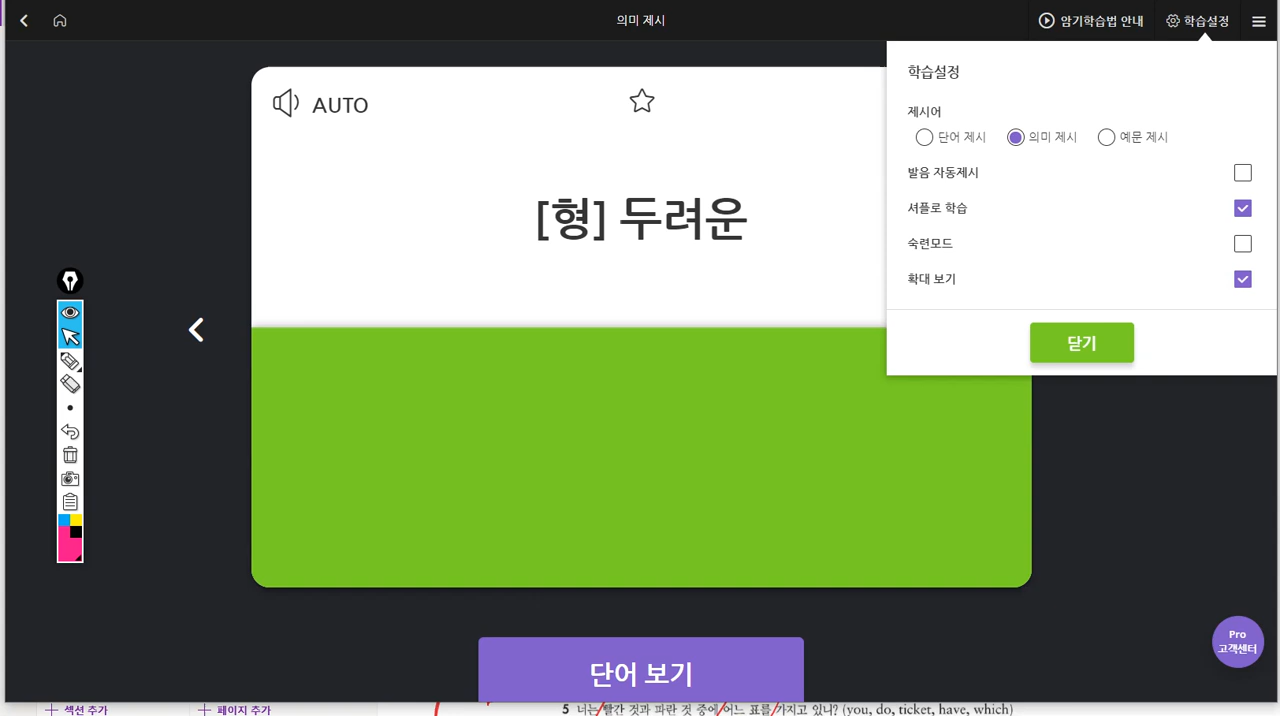 의미 제시
암기학습법 안내
학습설정
AUTO
[형] 두려운
학습설정
제시어
단어 제시
의미 제시
예문 제시
발음 자동제시
셔플로 학습
숙련모드
확대 보기
닫기
단어 보기
Pro
고객센터
섹션 추가
페이지 추가
5 너는 빨간 것과 파란 것 중에 어느 표를 가지고 있니? (you, do, ticket, have, which)